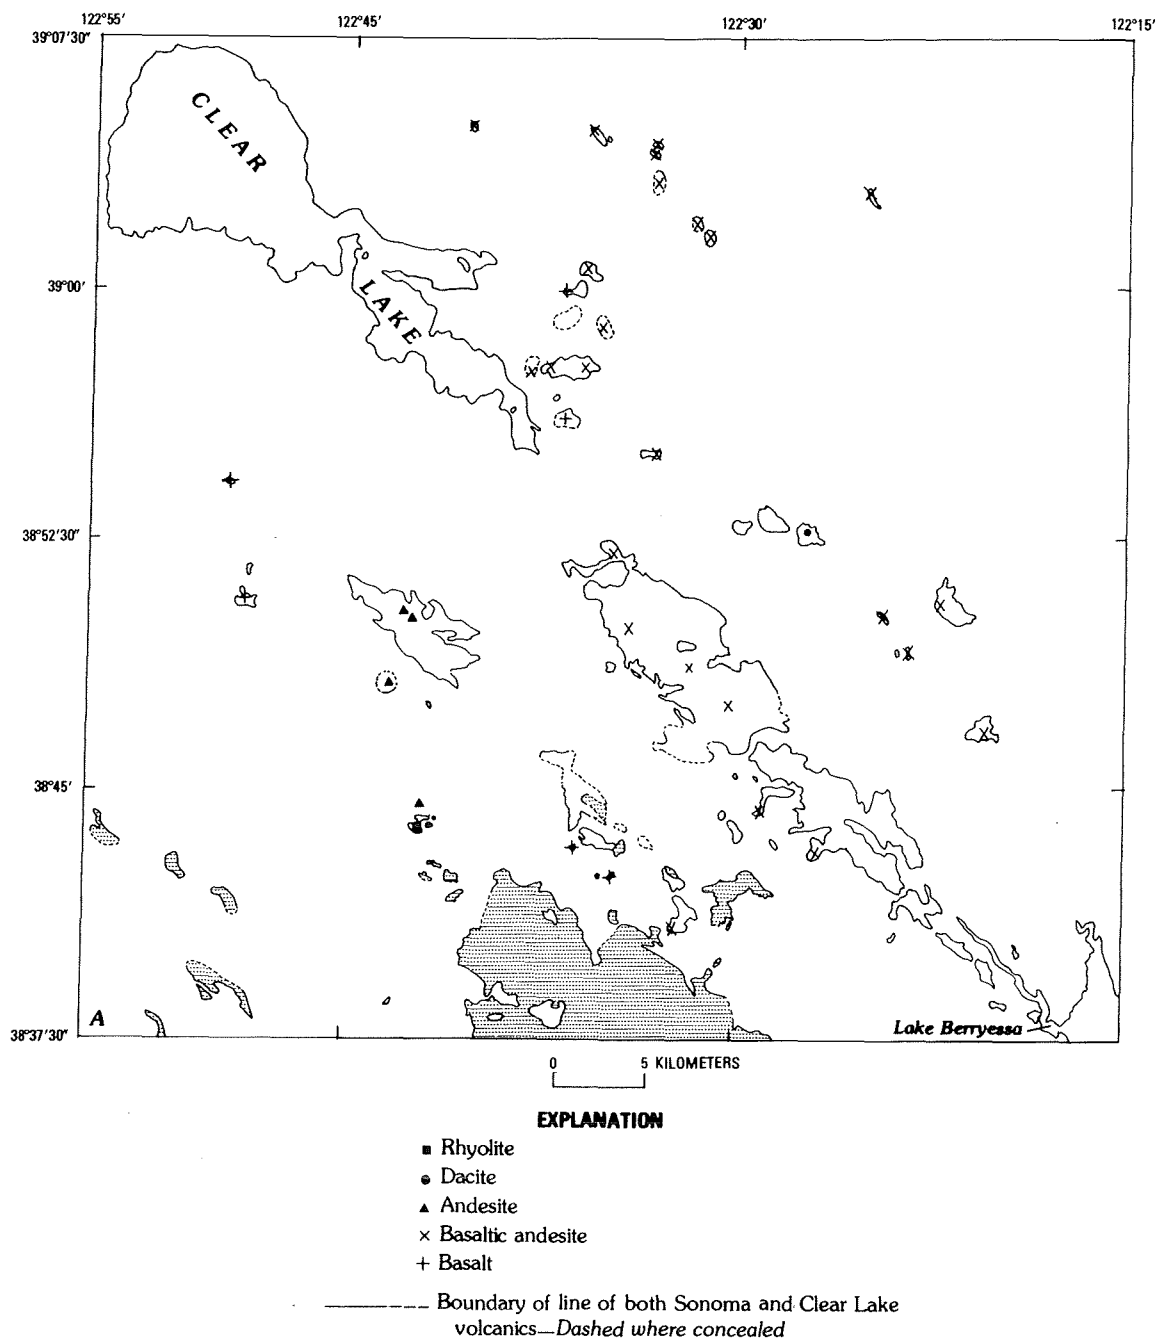 122°55′ 122°45′ 122°30′ 122°15′
39°07′30″
CLEAR
LAKE
39°00′
38°52′30″
38°45′
38°37′30″
A
Lake Berryessa
0 5 KILOMETERS
EXPLANATION
Rhyolite
Dacite
Andesite
Basaltic andesite
Basalt
Boundary of line of both Sonoma and Clear Lake
volcanics—Dashed where concealed